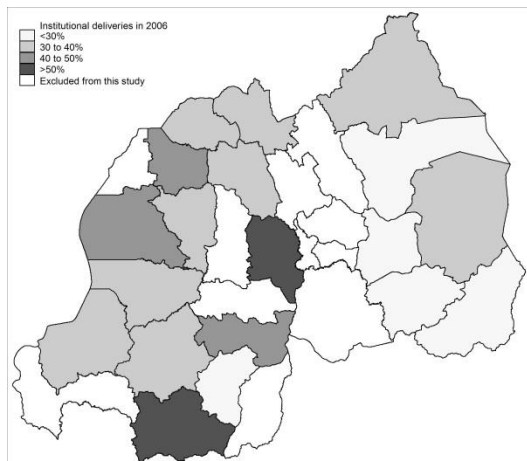 Institutional deliveries in 2006
<30%
30 to 40%
40 to 50%
>50%
Excluded from this study